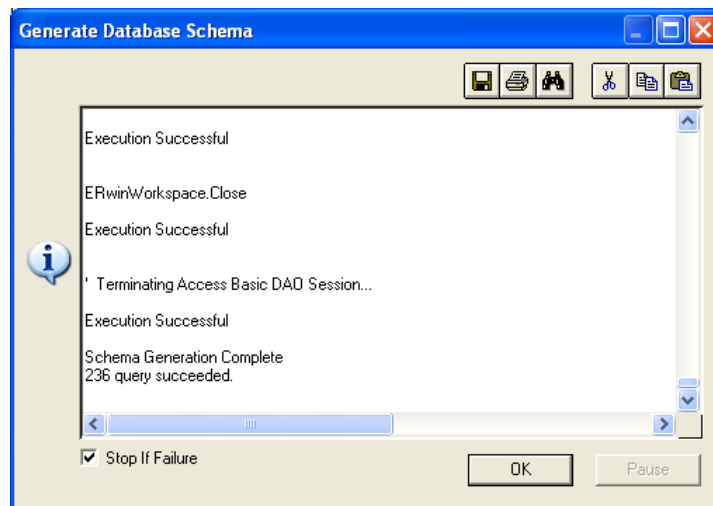 Generate Database Schema
Execution Successful
ERwinWorkspace.Close
Execution Successful
' Terminating Access Basic DAO Session...
Execution Successful
Schema Generation Complete
236 query succeeded.
Stop If Failure
OK
Pause